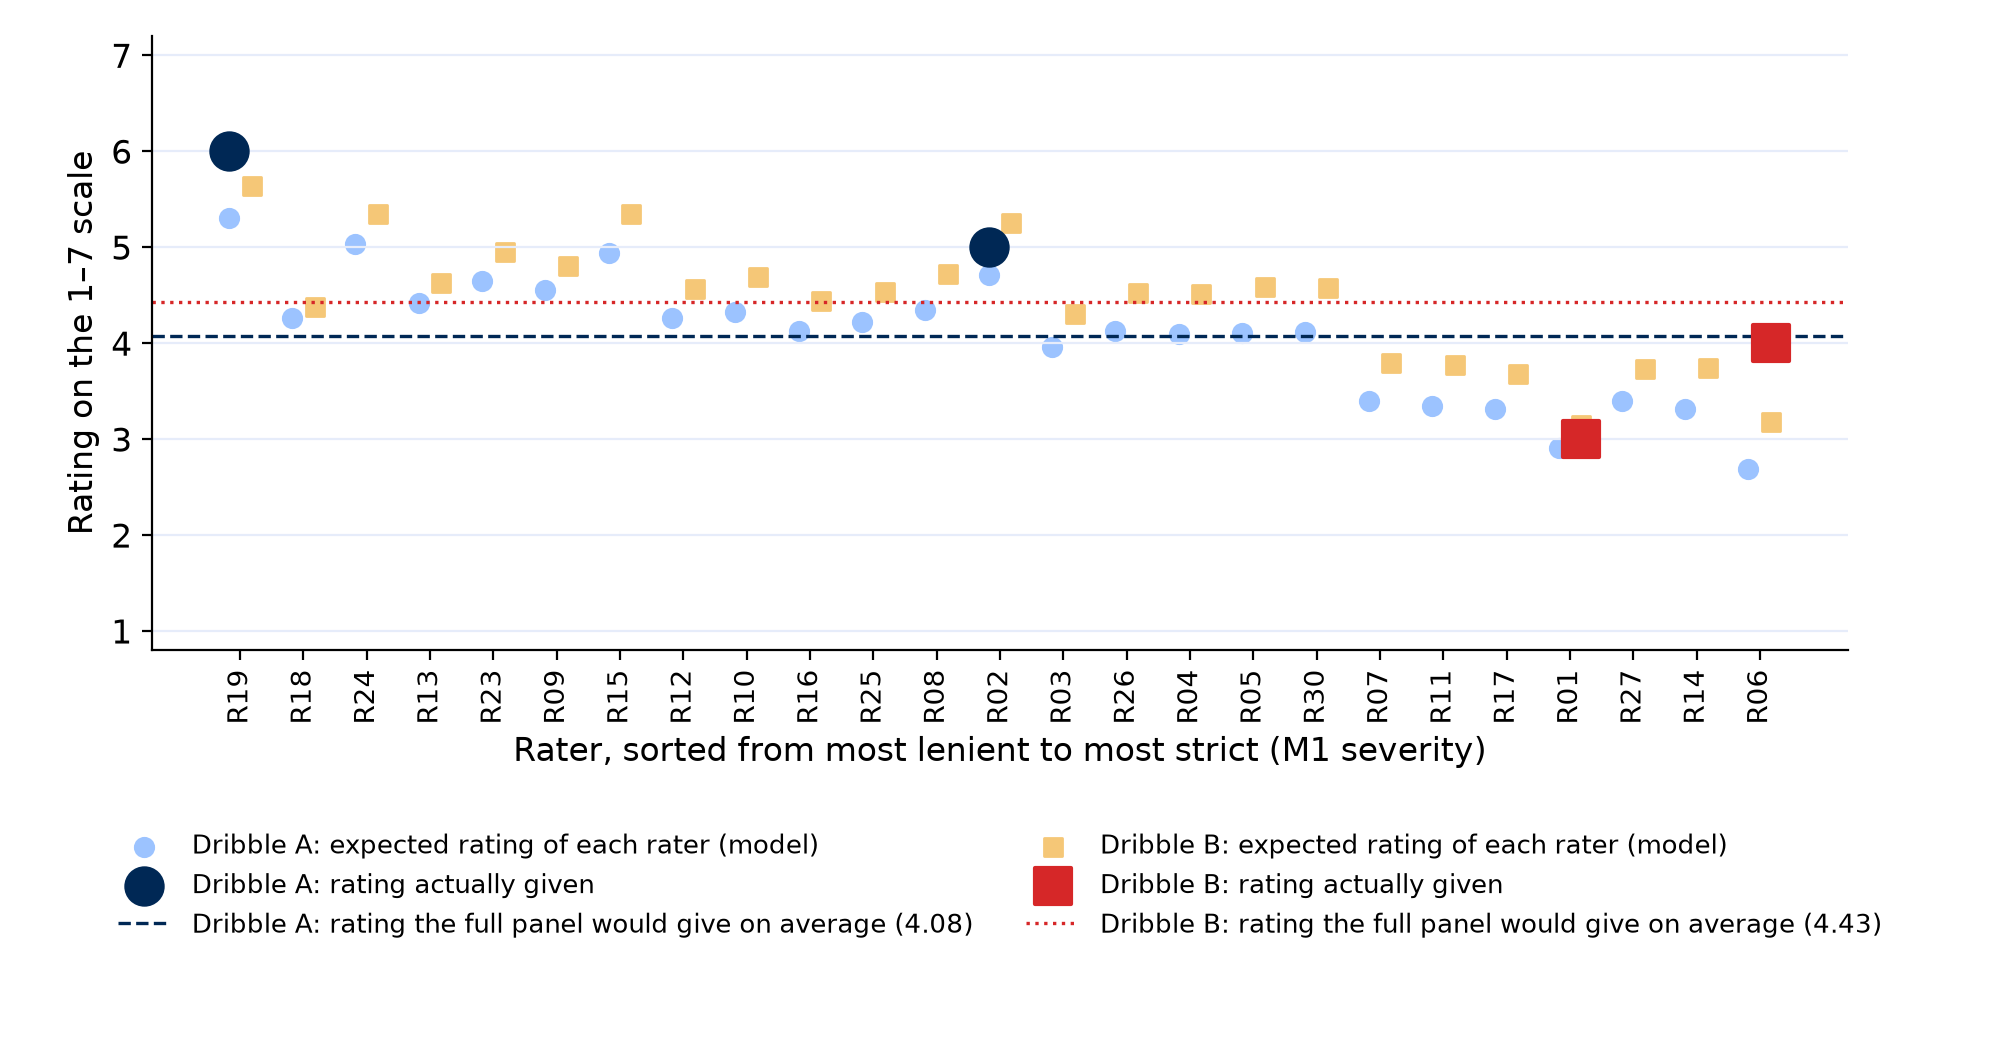 7
6
5
4
3
2
1
Rating on the 1–7 scale
R19 R18 R24 R13 R23 R09 R15 R12 R10 R16 R25 R08 R02 R03 R26 R04 R05 R30 R07 R11 R17 R01 R27 R14 R06
Rater, sorted from most lenient to most strict (M1 severity)
Dribble A: expected rating of each rater (model)
Dribble A: rating actually given
Dribble A: rating the full panel would give on average (4.08)
Dribble B: expected rating of each rater (model)
Dribble B: rating actually given
Dribble B: rating the full panel would give on average (4.43)